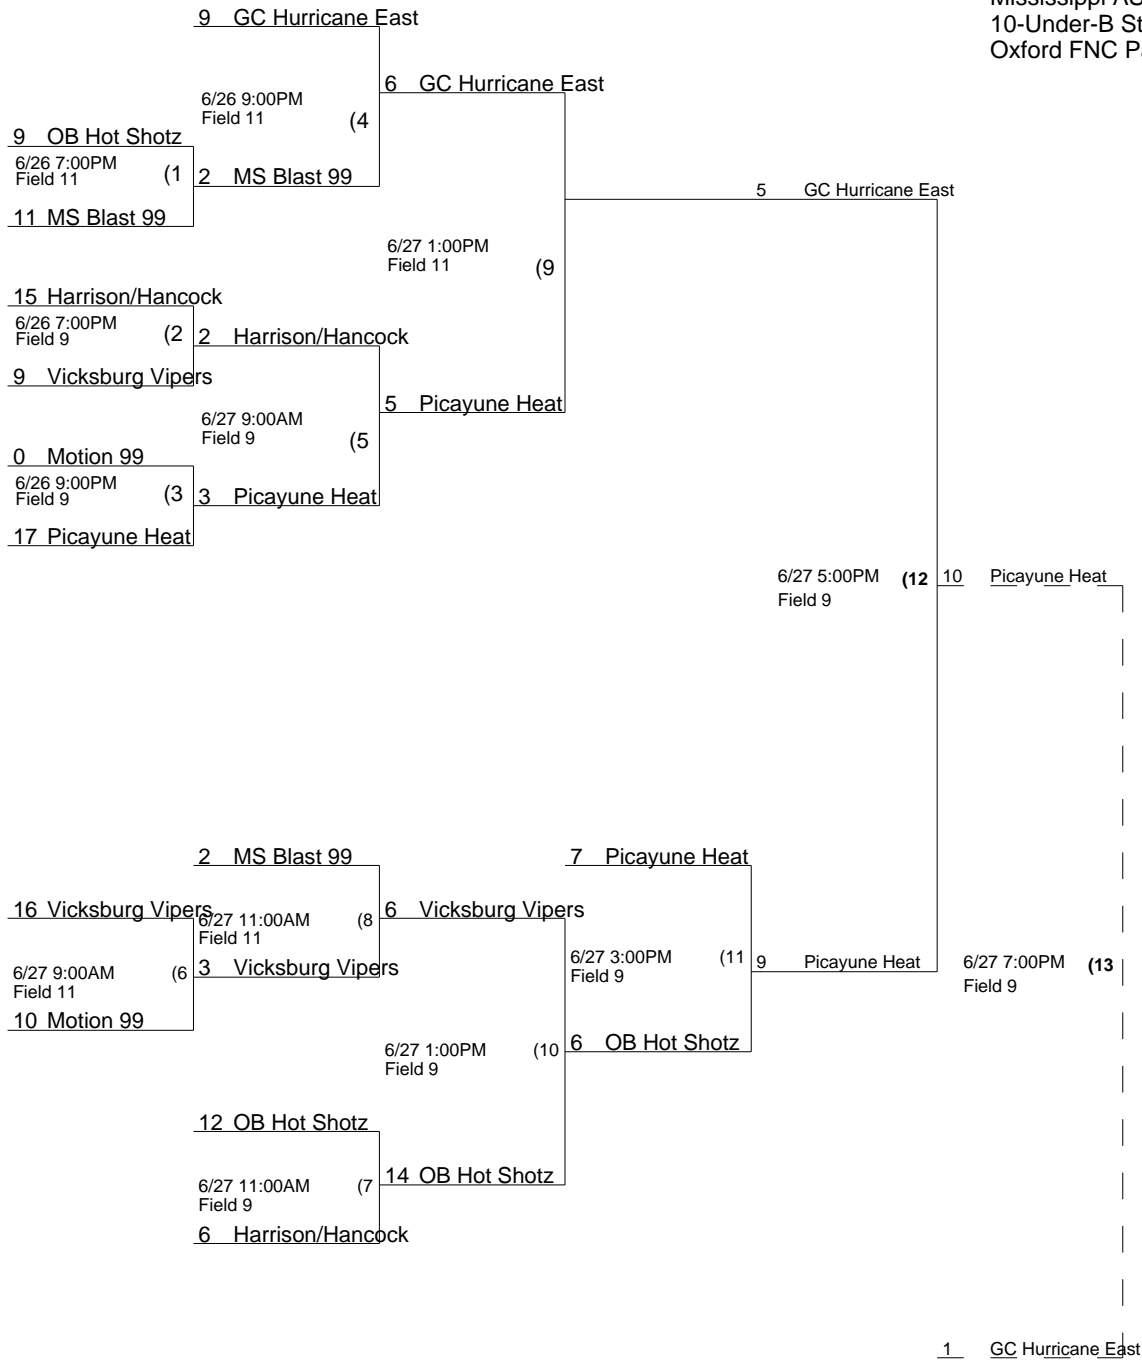 Mississippi AS
10-Under-B St
Oxford FNC Pa
9 GC Hurricane East
6/26 9:00PM
Field 11
(4
6 GC Hurricane East
9 OB Hot Shotz
6/26 7:00PM
Field 11
(1
2 MS Blast 99
11 MS Blast 99
5 GC Hurricane East
6/27 1:00PM
Field 11
(9
15 Harrison/Hancock
6/26 7:00PM
Field 9
(2
2 Harrison/Hancock
9 Vicksburg Vipers
6/27 9:00AM
Field 9
(5
5 Picayune Heat
0 Motion 99
6/26 9:00PM
Field 9
(3
3 Picayune Heat
17 Picayune Heat
6/27 5:00PM
Field 9
(12
10 Picayune Heat
2 MS Blast 99
7 Picayune Heat
16 Vicksburg Vipers
6/27 11:00AM
Field 11
(8
6 Vicksburg Vipers
6/27 9:00AM
Field 11
(6
3 Vicksburg Vipers
6/27 3:00PM
Field 9
(11
9 Picayune Heat
6/27 7:00PM
Field 9
(13
10 Motion 99
6/27 1:00PM
Field 9
(10
6 OB Hot Shotz
12 OB Hot Shotz
6/27 11:00AM
Field 9
(7
14 OB Hot Shotz
6 Harrison/Hancock
1 GC Hurricane East